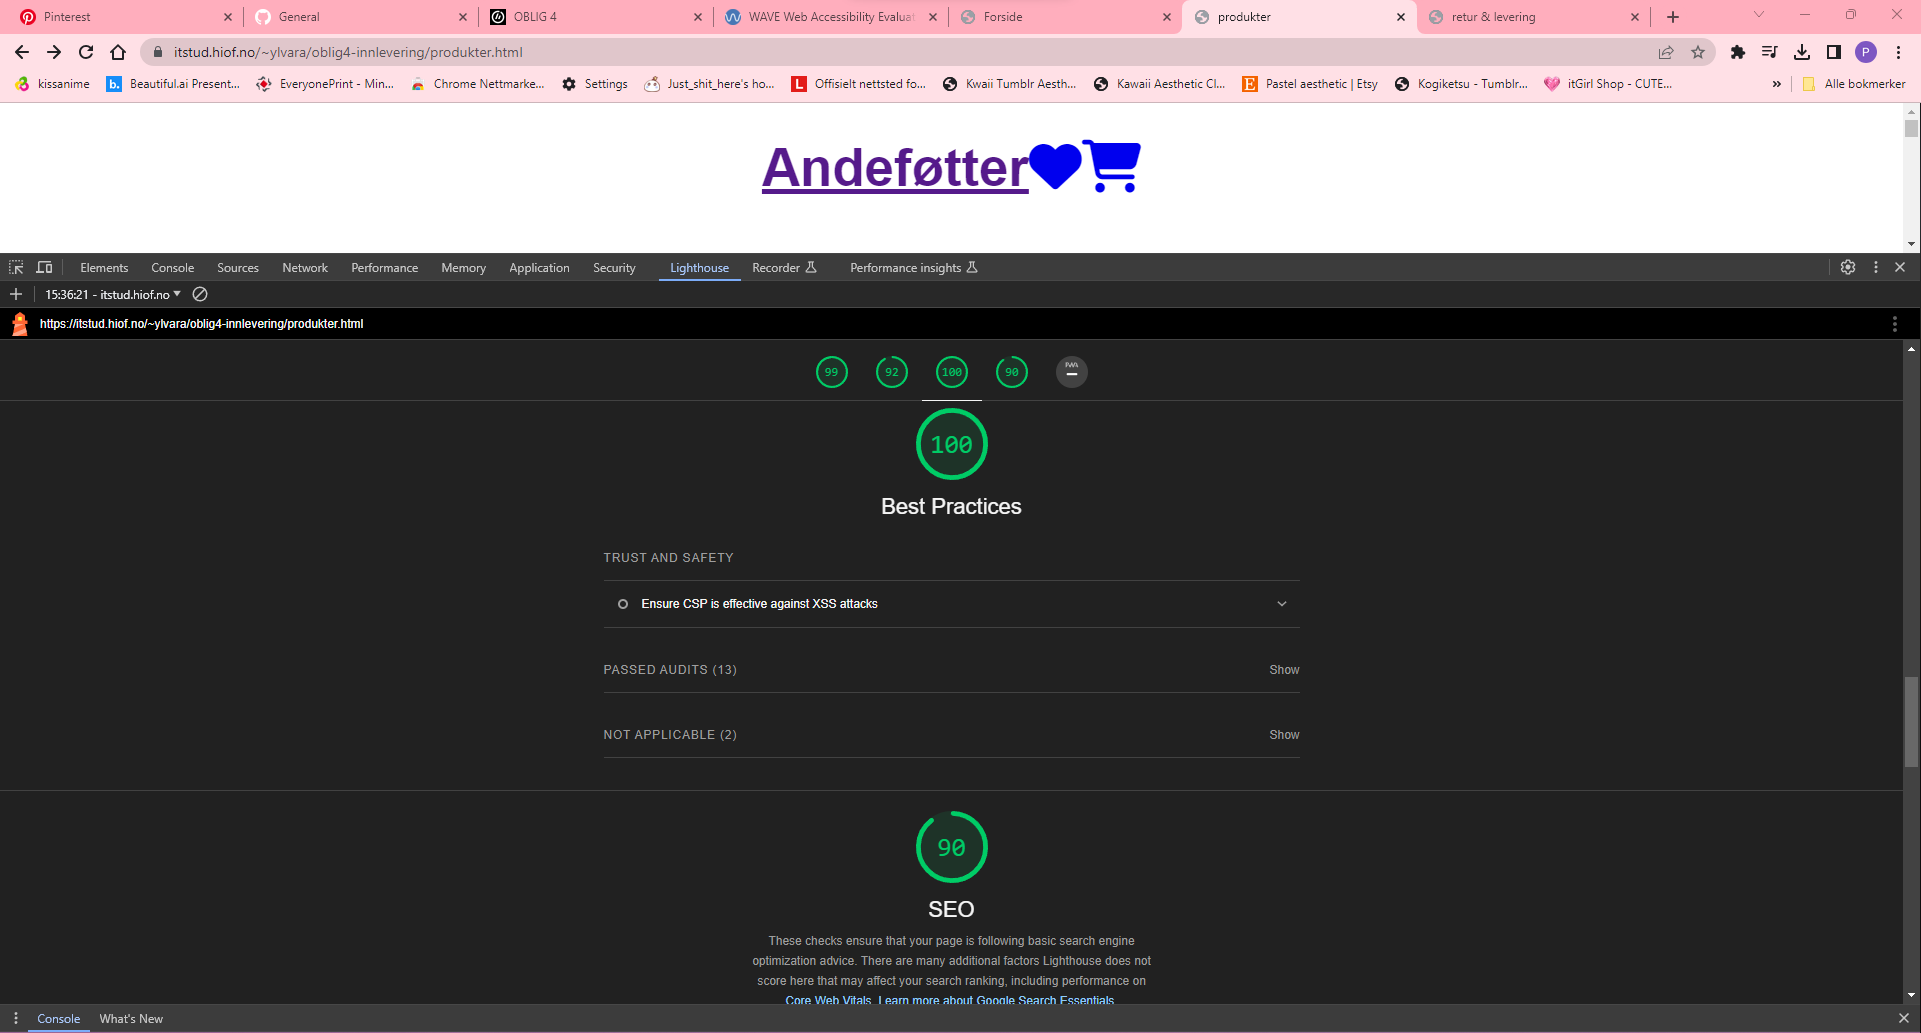 Pinterest
General
OBLIG 4
WAVE Web Accessibility Evaluat
Forside
produkter
retur & levering
itstud.hiof.no/~ylvara/oblig4-innlevering/produkter.html
P
kissanime
Beautiful.ai Present...
EveryonePrint - Min...
Chrome Nettmarke...
Settings
Just_shit_here's ho...
Offisielt nettsted fo...
Kwaii Tumblr Aesth...
Kawaii Aesthetic Cl...
Pastel aesthetic | Etsy
Kogiketsu - Tumblr...
itGirl Shop - CUTE...
»
Alle bokmerker
Andeføtter
Elements
Console
Sources
Network
Performance
Memory
Application
Security
Lighthouse
Recorder
Performance insights
15:36:21 - itstud.hiof.no
https://itstud.hiof.no/~ylvara/oblig4-innlevering/produkter.html
99
92
100
90
PWA
100
Best Practices
TRUST AND SAFETY
Ensure CSP is effective against XSS attacks
PASSED AUDITS (13)
Show
NOT APPLICABLE (2)
Show
90
SEO
These checks ensure that your page is following basic search engine
optimization advice. There are many additional factors Lighthouse does not
score here that may affect your search ranking, including performance on
Core Web Vitals. Learn more about Google Search Essentials.
Console
What's New